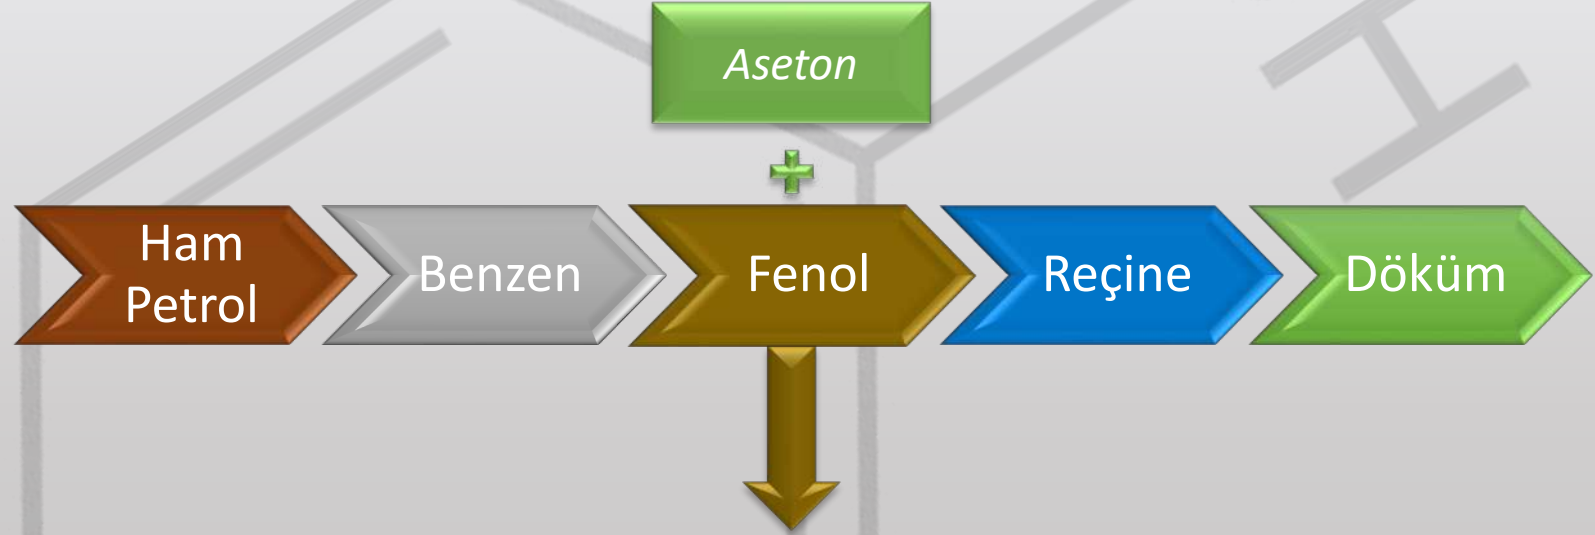 Aseton
Ham
Petrol
Benzen
Fenol
Reçine
Döküm